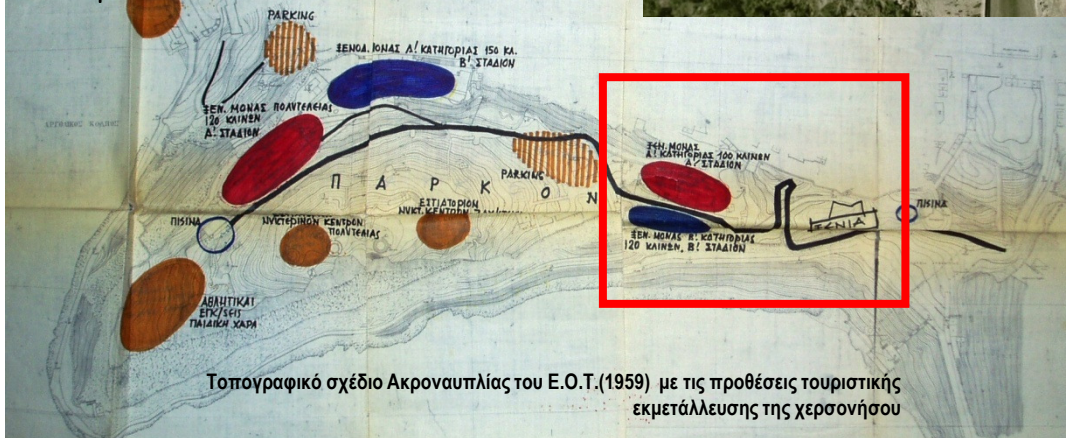 PARKING
ΞΕΝΟΔ. ΜΟΝΑΣ Α! ΚΑΤΗΓΟΡΙΑΣ 150 ΚΛ.
Β! ΣΤΑΔΙΟΝ
ΞΕΝ. ΜΟΝΑΣ ΠΟΛΥΤΕΛΕΙΑΣ
120 ΚΛΙΝΩΝ
Α! ΣΤΑΔΙΟΝ
ΞΕΝ. ΜΟΝΑΣ
Α! ΚΑΤΗΓΟΡΙΑΣ 100 ΚΛΙΝΩΝ
Α! ΣΤΑΔΙΟΝ
PARKING
ΠΑΡΚΟΝ
ΠΙΣΙΝΑ
ΝΥΚΤΕΡΙΝΟΝ ΚΕΝΤΡΟΝ
ΠΟΛΥΤΕΛΕΙΑΣ
ΕΣΤΙΑΤΟΡΙΟΝ
ΝΥΚΤ. ΚΕΝΤΡΟΝ
ΞΕΝΙΑ
ΠΙΣΙΝΑ
ΞΕΝ. ΜΟΝΑΣ Β! ΚΑΤΗΓΟΡΙΑΣ
120 ΚΛΙΝΩΝ, Β! ΣΤΑΔΙΟΝ
ΑΘΛΗΤΙΚΑΙ
ΕΓΚ/ΣΕΙΣ
ΠΑΙΔΙΚΗ ΧΑΡΑ
Τοπογραφικό σχέδιο Ακροναυπλίας του Ε.Ο.Τ.(1959) με τις προθέσεις τουριστικής
εκμετάλλευσης της χερσονήσου